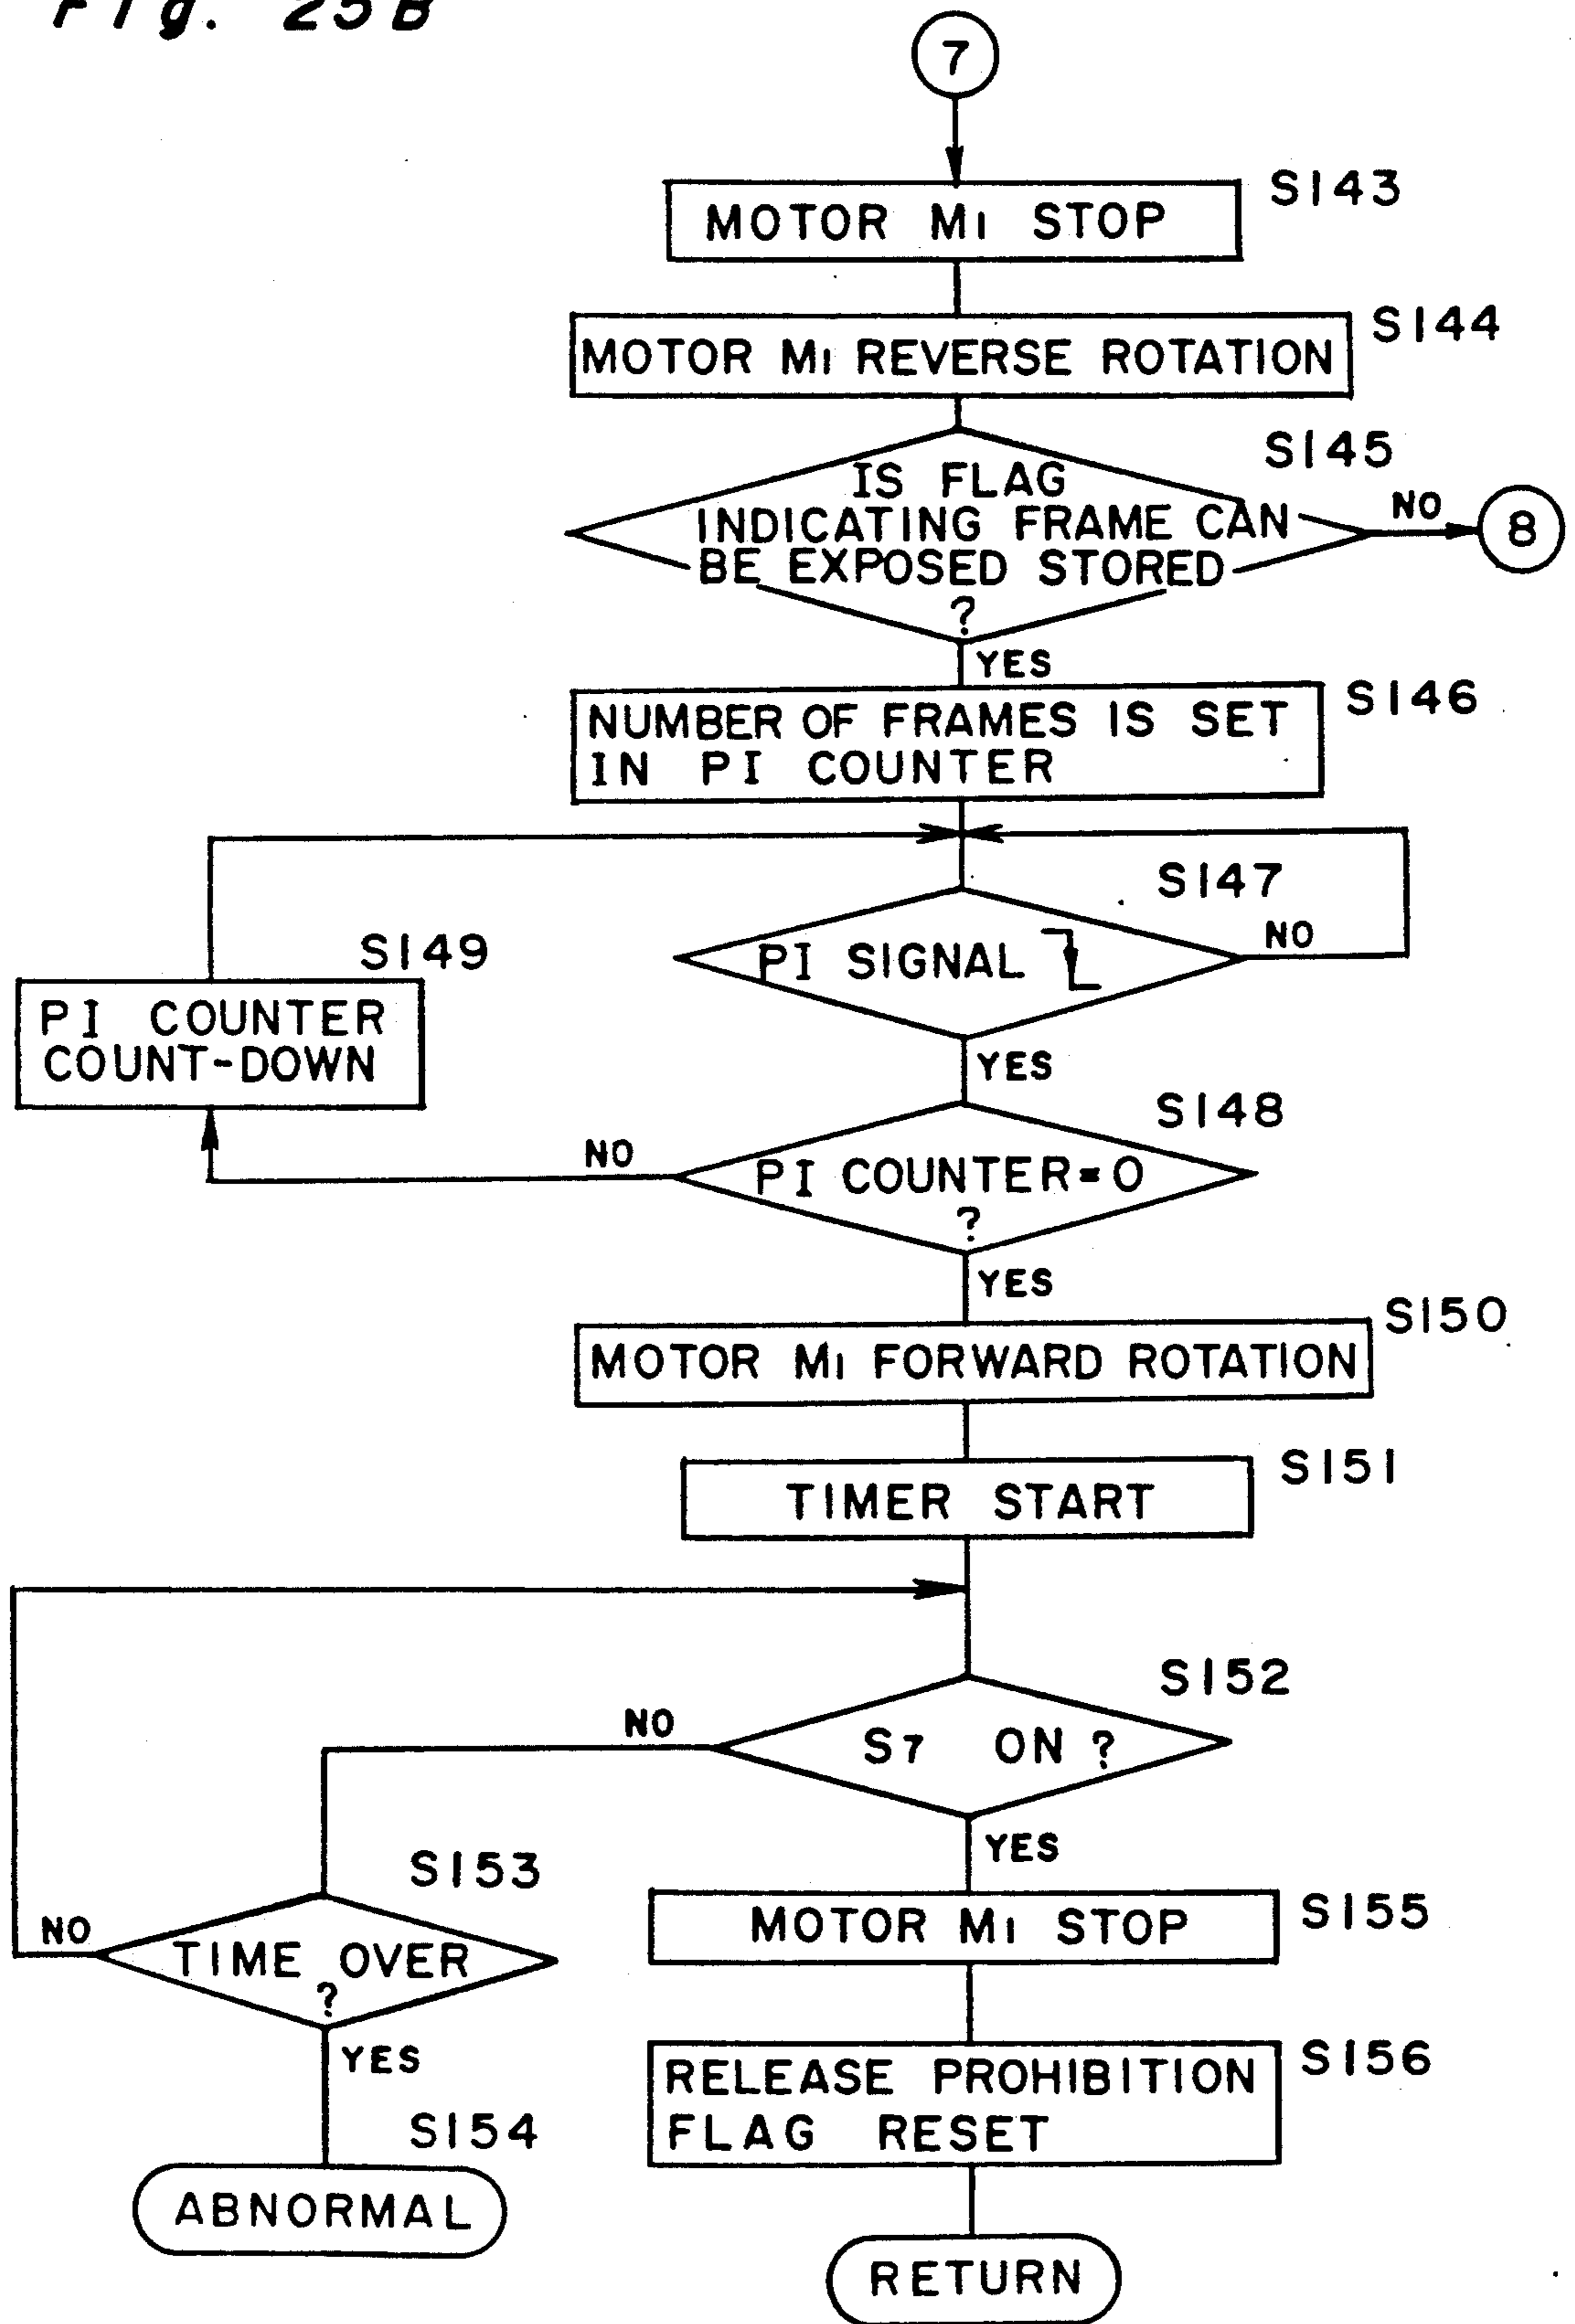 Fig. 25B
7
MOTOR M1 STOP
S143
MOTOR M1 REVERSE ROTATION
S144
IS FLAG
INDICATING FRAME CAN
BE EXPOSED STORED
?
S145
NO
8
YES
NUMBER OF FRAMES IS SET
IN PI COUNTER
S146
S147
PI SIGNAL
NO
S149
PI COUNTER
COUNT-DOWN
YES
S148
NO
PI COUNTER=0
?
YES
S150
MOTOR M1 FORWARD ROTATION
S151
TIMER START
S152
NO
S7 ON ?
YES
S153
NO
TIME OVER
?
S155
MOTOR M1 STOP
YES
S156
RELEASE PROHIBITION
FLAG RESET
S154
ABNORMAL
RETURN